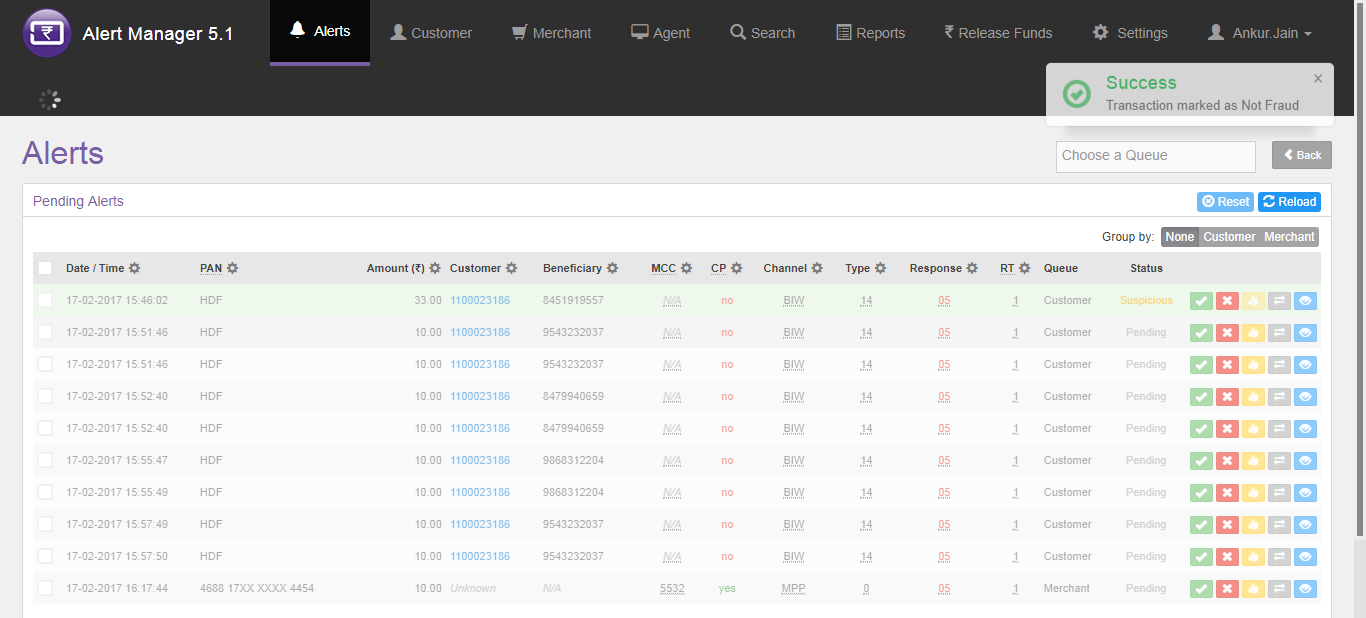 Alert Manager 5.1 Alerts Customer Merchant Agent Search Reports ₹ Release Funds Settings Ankur.Jain
Success ×
Transaction marked as Not Fraud
Alerts Choose a Queue Back
Pending Alerts Reset Reload
Group by: None Customer Merchant
Date / Time PAN Amount (₹) Customer Beneficiary MCC CP Channel Type Response RT Queue Status
17-02-2017 15:46:02 HDF 33.00 1100023186 8451919557 N/A no BIW 14 05 1 Customer Suspicious
17-02-2017 15:51:46 HDF 10.00 1100023186 9543232037 N/A no BIW 14 05 1 Customer Pending
17-02-2017 15:51:46 HDF 10.00 1100023186 9543232037 N/A no BIW 14 05 1 Customer Pending
17-02-2017 15:52:40 HDF 10.00 1100023186 8479940659 N/A no BIW 14 05 1 Customer Pending
17-02-2017 15:52:40 HDF 10.00 1100023186 8479940659 N/A no BIW 14 05 1 Customer Pending
17-02-2017 15:55:47 HDF 10.00 1100023186 9868312204 N/A no BIW 14 05 1 Customer Pending
17-02-2017 15:55:49 HDF 10.00 1100023186 9868312204 N/A no BIW 14 05 1 Customer Pending
17-02-2017 15:57:49 HDF 10.00 1100023186 9543232037 N/A no BIW 14 05 1 Customer Pending
17-02-2017 15:57:50 HDF 10.00 1100023186 9543232037 N/A no BIW 14 05 1 Customer Pending
17-02-2017 16:17:44 4688 17XX XXXX 4454 10.00 Unknown N/A 5532 yes MPP 0 05 1 Merchant Pending